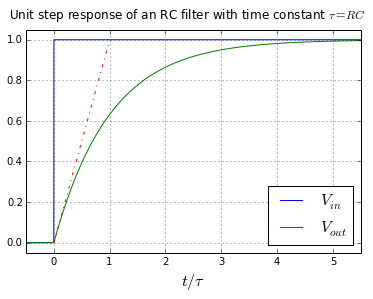 Unit step response of an RC filter with time constant τ=RC
1.0
0.8
0.6
0.4
0.2
0.0
V_in
V_out
0 1 2 3 4 5
t/τ